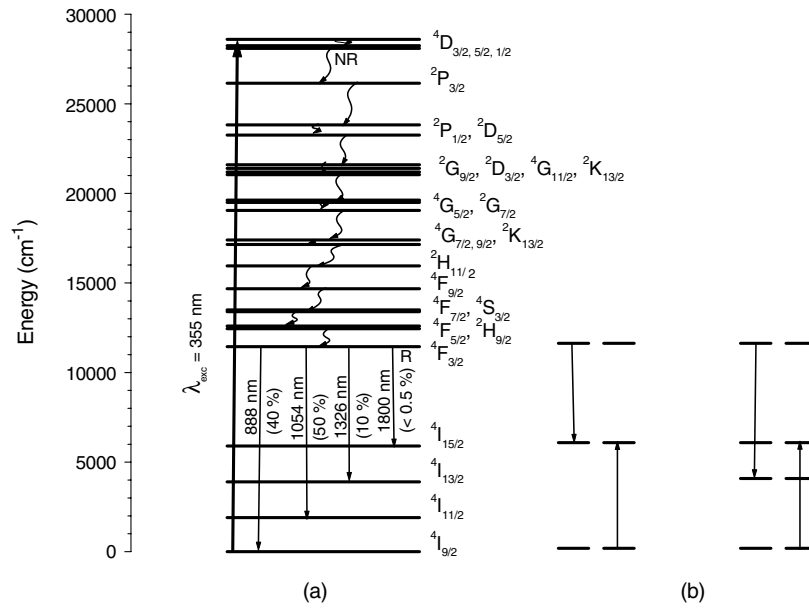 30000
28000
26000
24000
22000
20000
15000
10000
5000
0
Energy (cm⁻¹)
λexc = 355 nm
NR
⁴D3/2, 5/2, 1/2
²P3/2
²P1/2, ²D5/2
²G9/2, ²D3/2, ⁴G11/2, ²K13/2
⁴G5/2, ²G7/2
⁴G7/2, 9/2, ²K13/2
²H11/2
⁴F9/2
⁴F7/2, ⁴S3/2
⁴F5/2, ²H9/2
⁴F3/2
R
888 nm
(40 %)
1054 nm
(50 %)
1326 nm
(10 %)
1800 nm
(< 0.5 %)
⁴I15/2
⁴I13/2
⁴I11/2
⁴I9/2
(a)
(b)